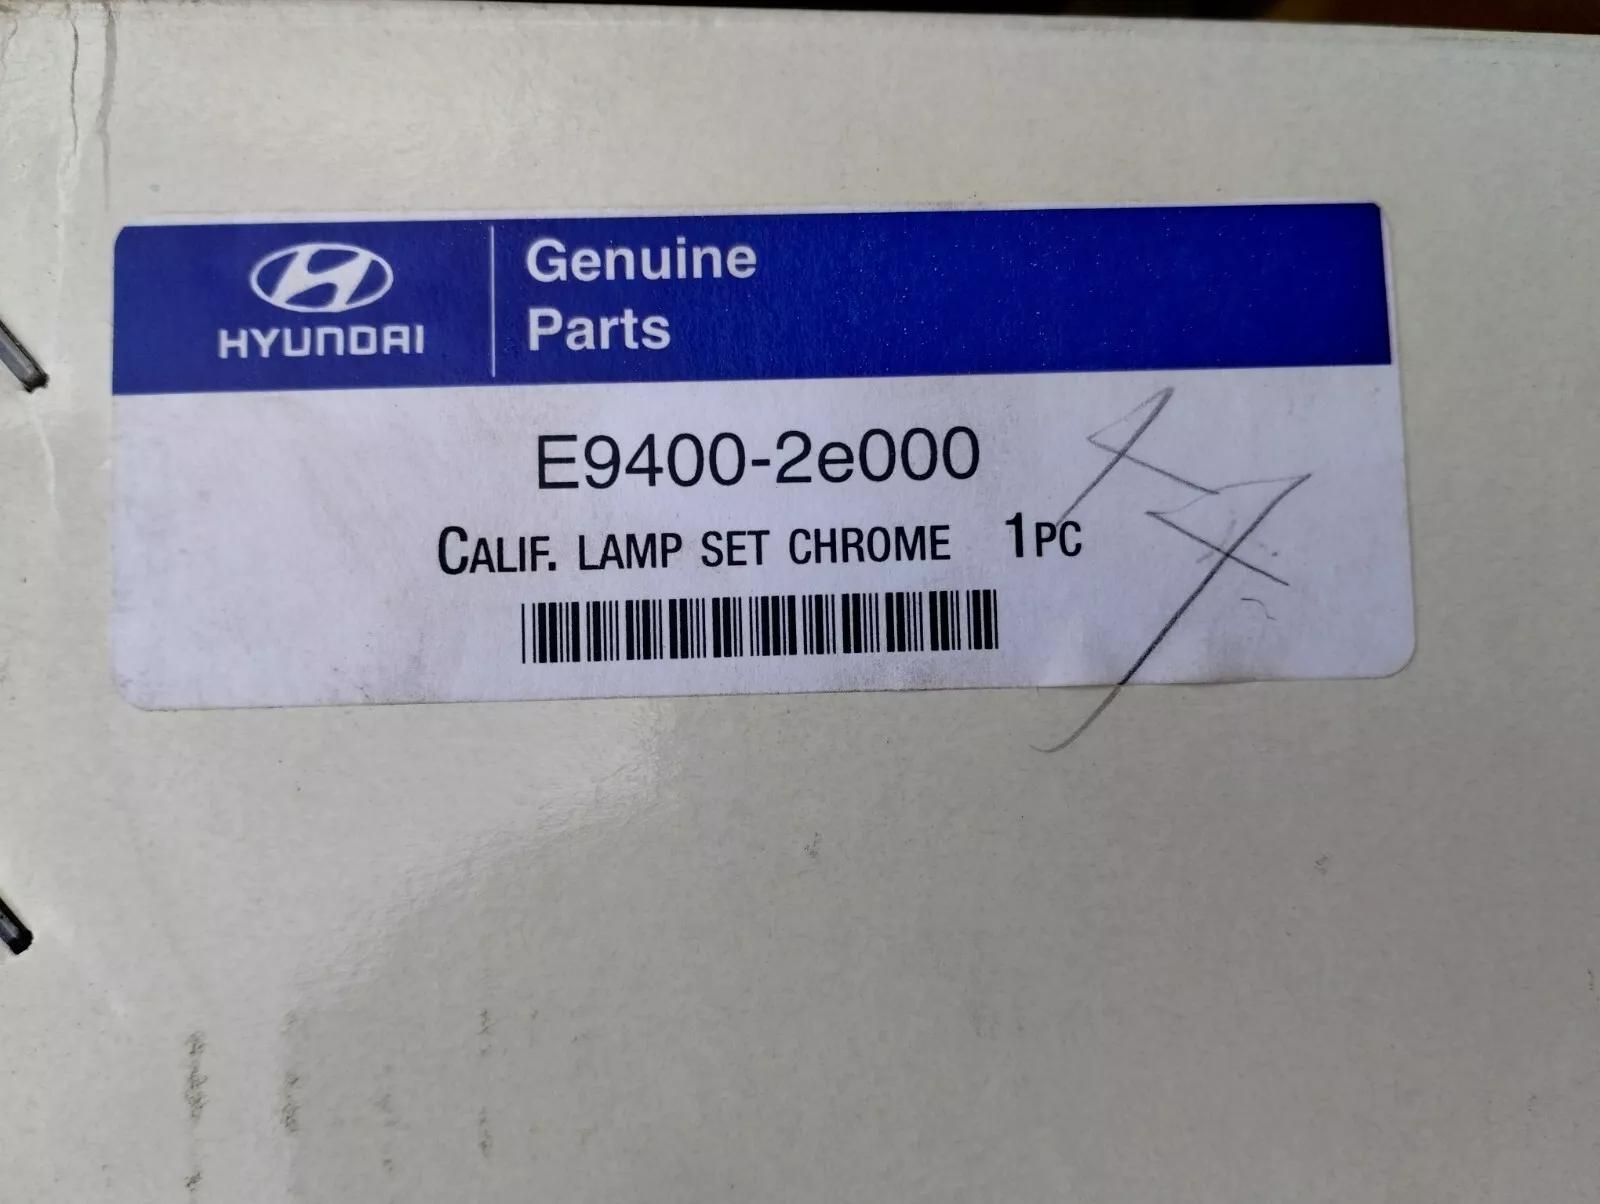 HYUNDAI
Genuine
Parts
E9400-2e000
CALIF. LAMP SET CHROME 1PC